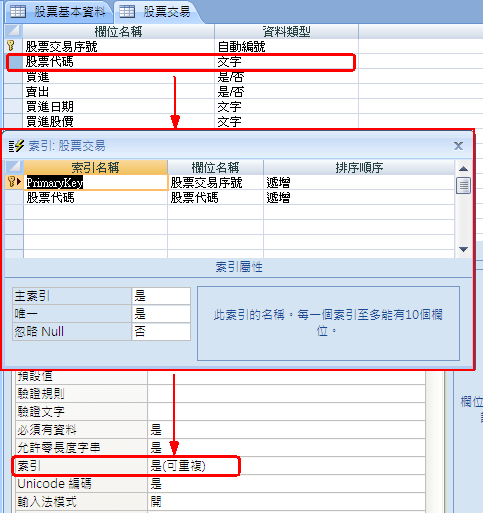 股票基本資料 股票交易
欄位名稱 資料類型
股票交易序號 自動編號
股票代碼 文字
買進 是/否
賣出 是/否
買進日期 文字
買進股價 文字
索引: 股票交易
索引名稱 欄位名稱 排序順序
PrimaryKey 股票交易序號 遞增
股票代碼 股票代碼 遞增
索引屬性
主索引 是
唯一 是
忽略 Null 否
此索引的名稱。每一個索引至多能有10個欄
位。
預設值
驗證規則
驗證文字
必須有資料 是
允許零長度字串 是
索引 是(可重複)
Unicode 編碼 是
輸入法模式 開
欄位